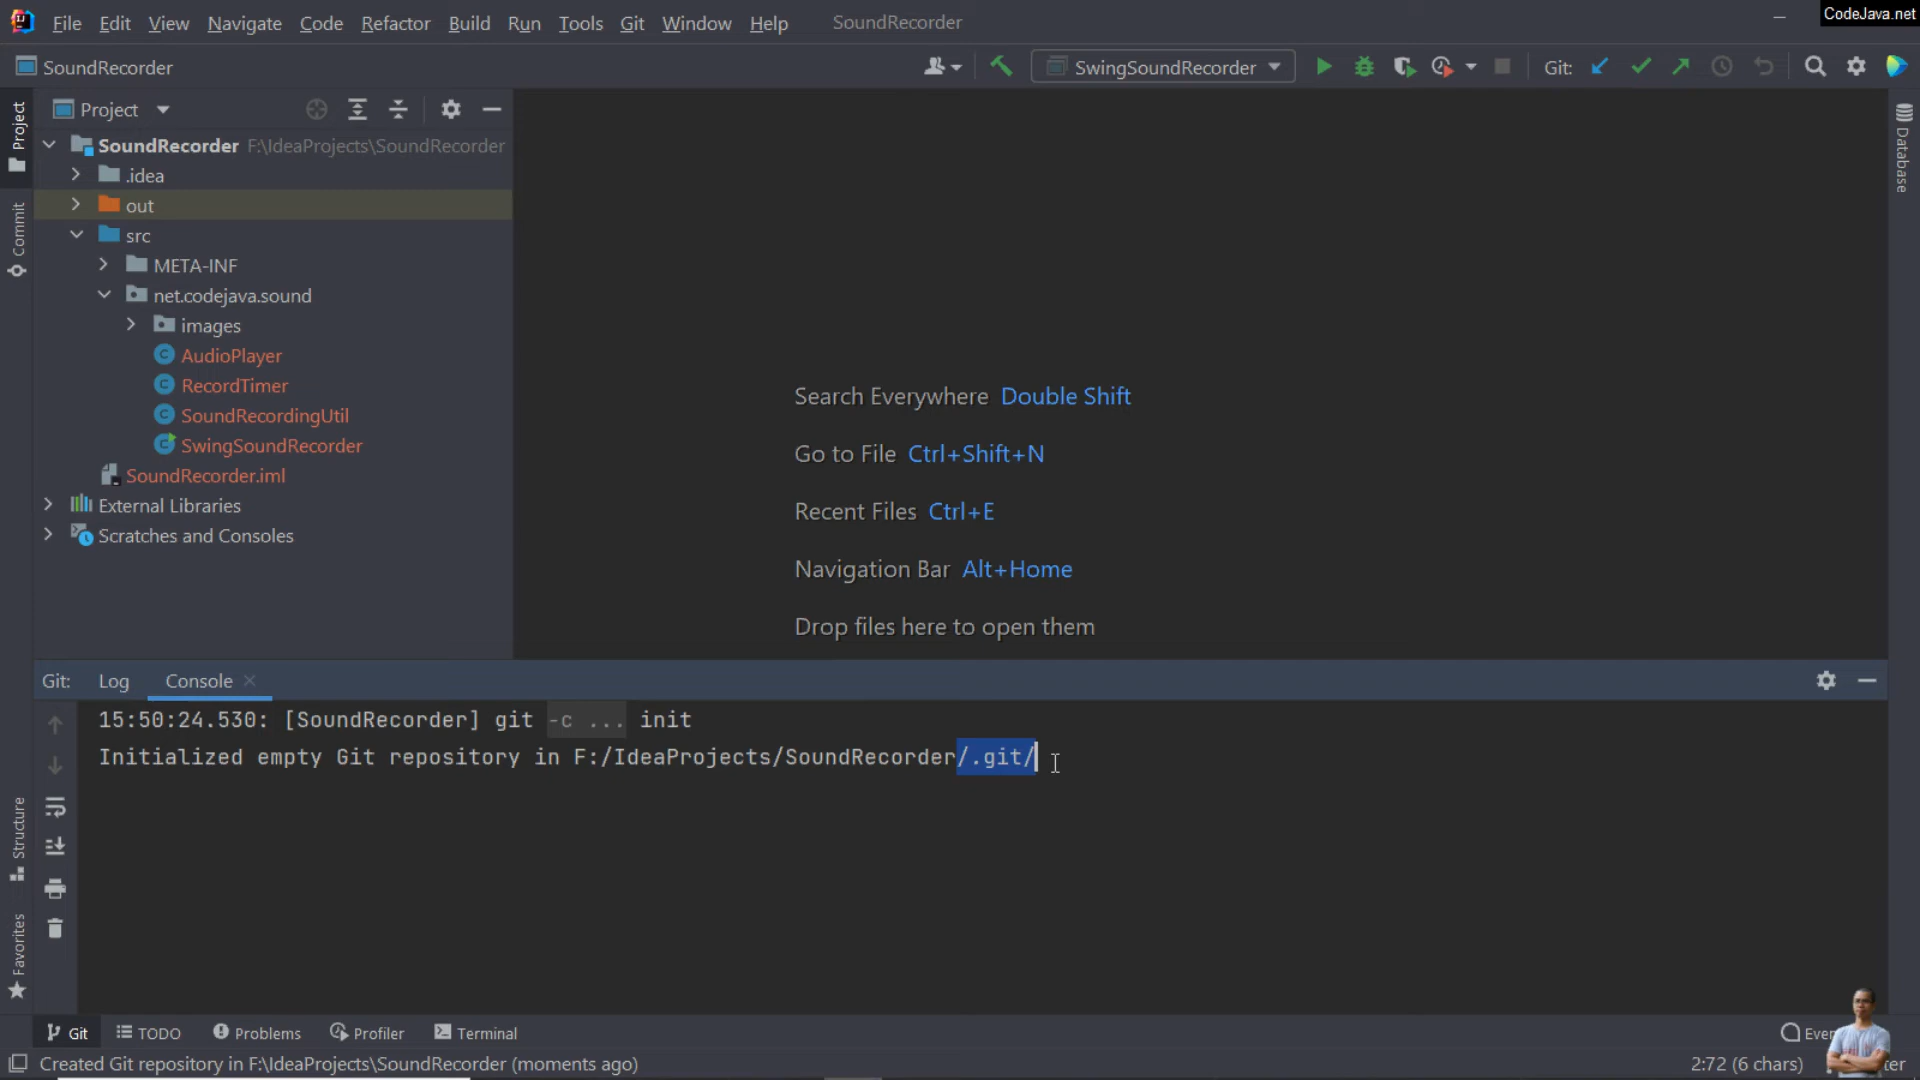 File Edit View Navigate Code Refactor Build Run Tools Git Window Help SoundRecorder
CodeJava.net
SoundRecorder
SwingSoundRecorder
Git:
Project
SoundRecorder F:\IdeaProjects\SoundRecorder
.idea
out
src
META-INF
net.codejava.sound
images
AudioPlayer
RecordTimer
SoundRecordingUtil
SwingSoundRecorder
SoundRecorder.iml
External Libraries
Scratches and Consoles
Project
Commit
Structure
Favorites
Database
Search Everywhere Double Shift
Go to File Ctrl+Shift+N
Recent Files Ctrl+E
Navigation Bar Alt+Home
Drop files here to open them
Git: Log Console
15:50:24.530: [SoundRecorder] git -c ... init
Initialized empty Git repository in F:/IdeaProjects/SoundRecorder/.git/
Git TODO Problems Profiler Terminal
Created Git repository in F:\IdeaProjects\SoundRecorder (moments ago)
2:72 (6 chars)